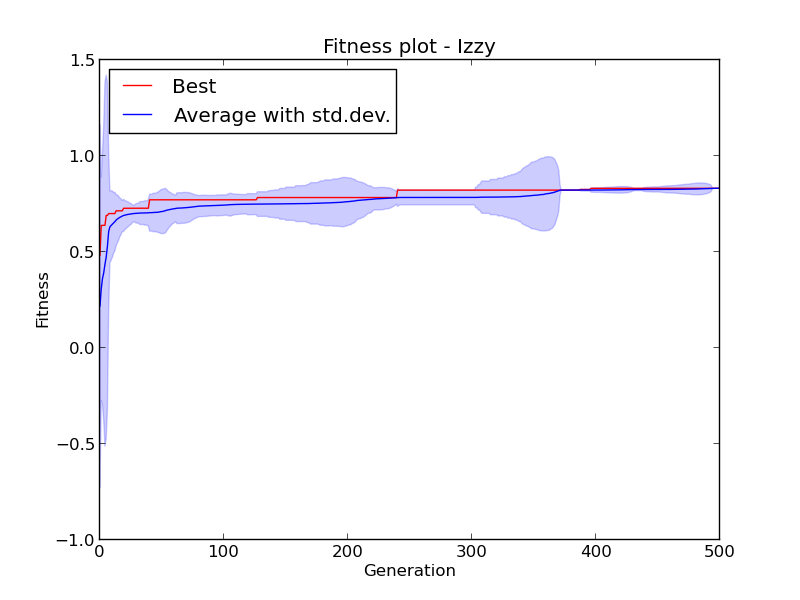 Fitness plot - Izzy
1.5
Best
Average with std.dev.
1.0
0.5
Fitness
0.0
−0.5
−1.0
0 100 200 300 400 500
Generation